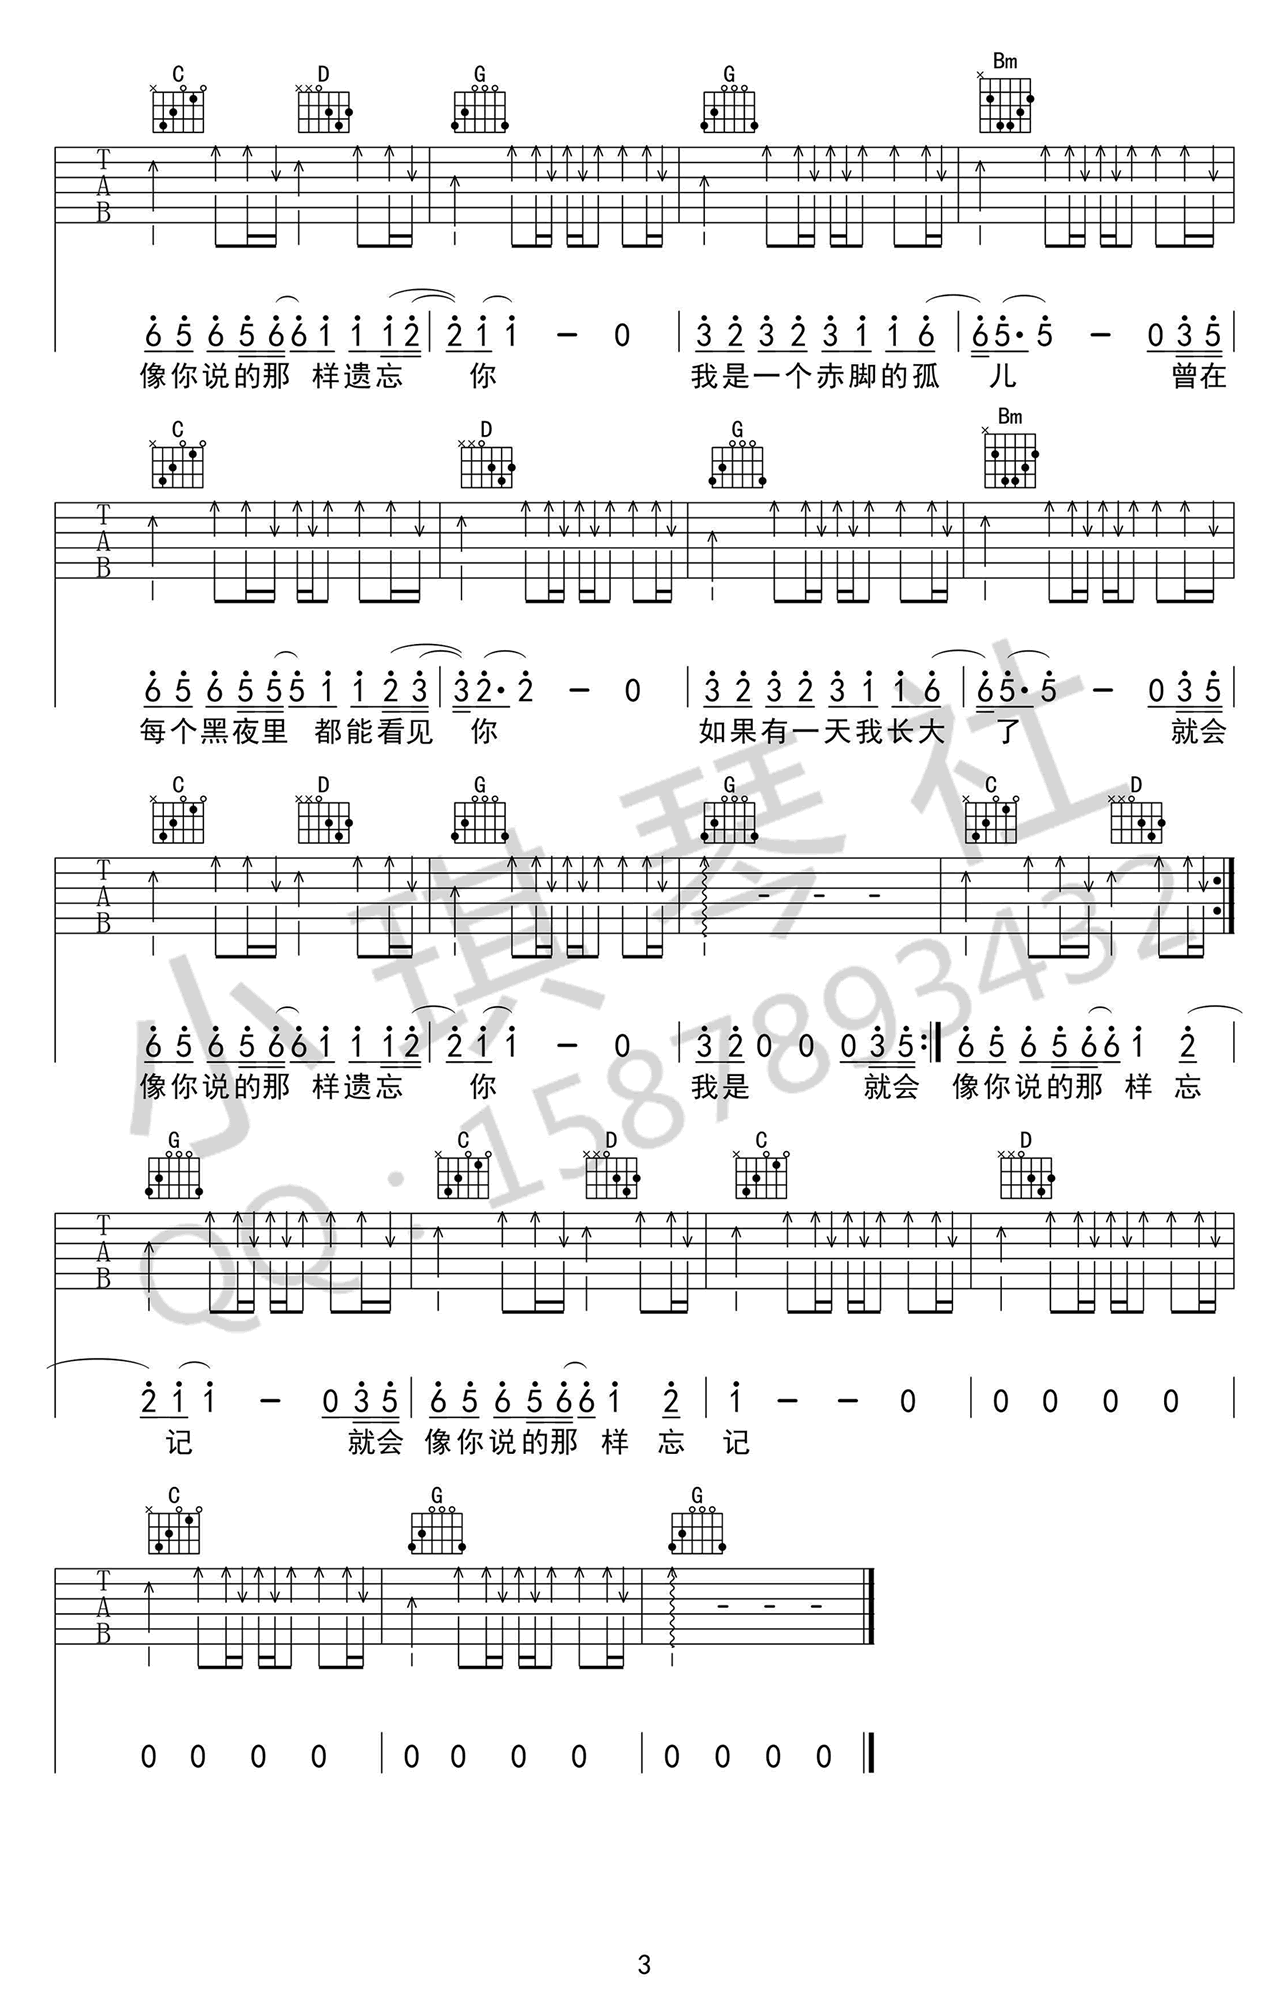 C D G G Bm
T
A
B
6 5 6 5 6 6 1 1 1 2 | 2 1 1 - 0 | 3 2 3 2 3 1 1 6 | 6 5· 5 - 0 3 5 |
像你说的那 样遗忘 你 我是一个赤脚的孤 儿 曾在
C D G Bm
T
A
B
6 5 6 5 5 5 1 1 2 3 | 3 2· 2 - 0 | 3 2 3 2 3 1 1 6 | 6 5· 5 - 0 3 5 |
每个黑夜里 都能看见 你 如果有一天我长大 了 就会
C D G G C D
T
A
B
- - -
6 5 6 5 6 6 1 1 1 2 | 2 1 1 - 0 | 3 2 0 0 0 3 5 :| 6 5 6 5 6 6 1 2 |
像你说的那 样遗忘 你 我是 就会 像你说的那 样 忘
G C D C D
T
A
B
2 1 1 - 0 3 5 | 6 5 6 5 6 6 1 2 | 1 - - 0 | 0 0 0 0 |
记 就会 像你说的那 样 忘 记
C G G
T
A
B
- - -
0 0 0 0 | 0 0 0 0 | 0 0 0 0
小琪琴社
QQ:1587893432
3